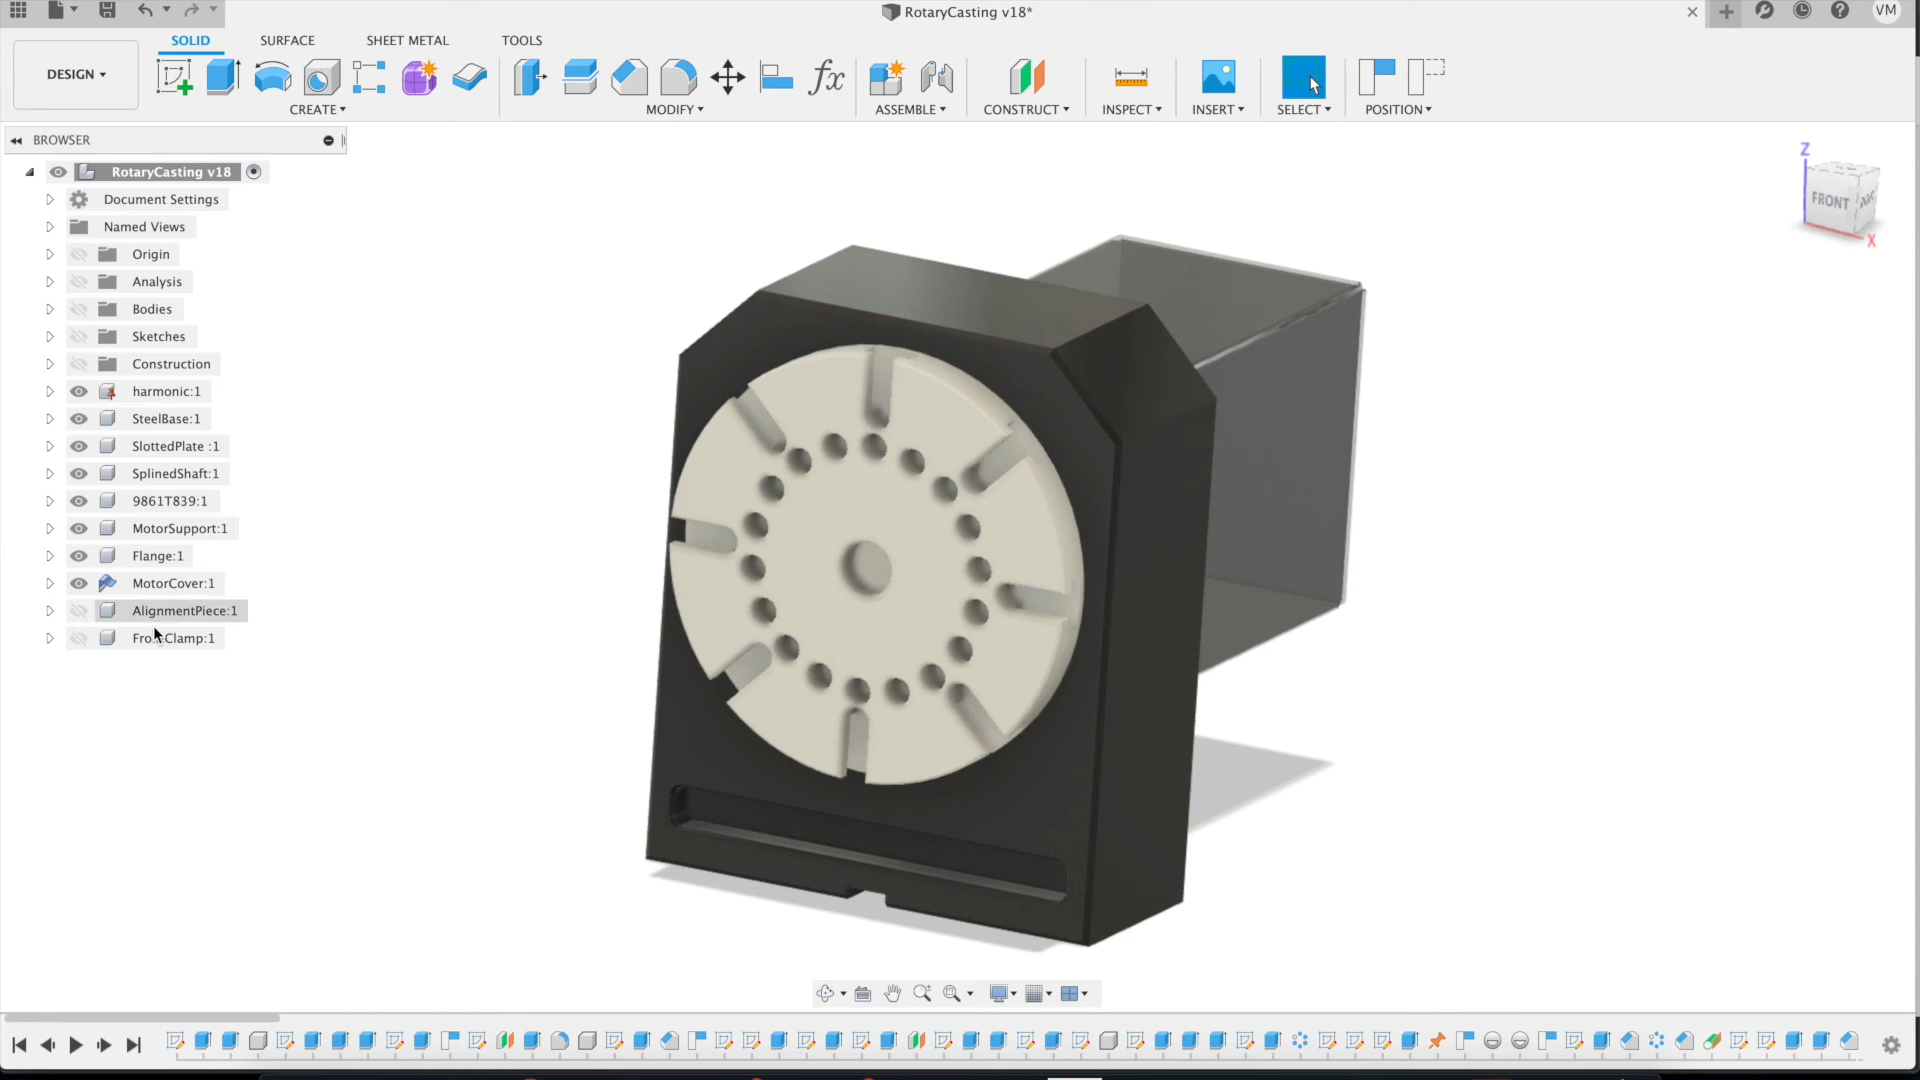 RotaryCasting v18*
VM
DESIGN
SOLID
SURFACE
SHEET METAL
TOOLS
fx
CREATE
MODIFY
ASSEMBLE
CONSTRUCT
INSPECT
INSERT
SELECT
POSITION
BROWSER
RotaryCasting v18
Document Settings
Named Views
Origin
Analysis
Bodies
Sketches
Construction
harmonic:1
SteelBase:1
SlottedPlate :1
SplinedShaft:1
9861T839:1
MotorSupport:1
Flange:1
MotorCover:1
AlignmentPiece:1
Z
FRONT
X